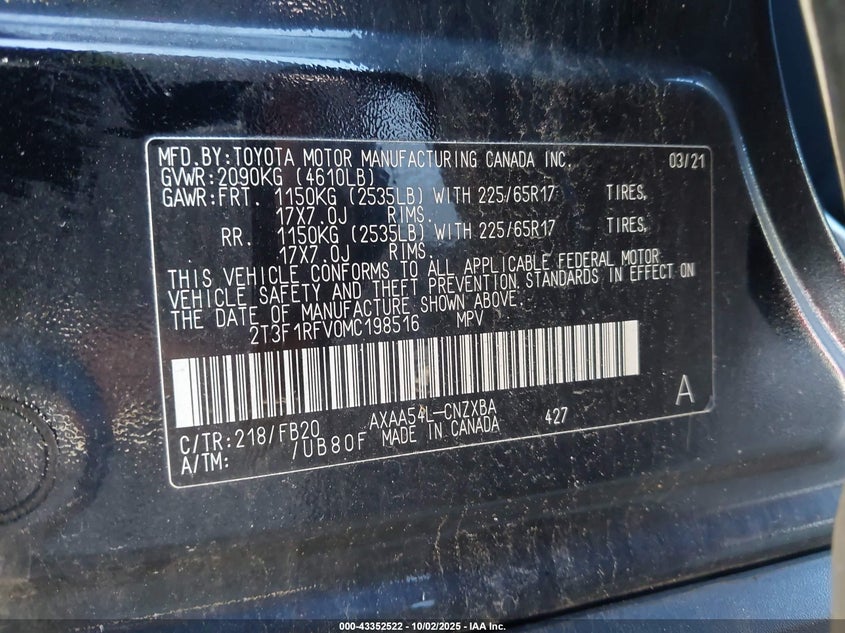 MFD.BY:TOYOTA MOTOR MANUFACTURING CANADA INC. 03/21
GVWR:2090KG (4610LB)
GAWR:FRT. 1150KG (2535LB) WITH 225/65R17 TIRES,
17X7.0J RIMS.
RR. 1150KG (2535LB) WITH 225/65R17 TIRES,
17X7.0J RIMS.
THIS VEHICLE CONFORMS TO ALL APPLICABLE FEDERAL MOTOR
VEHICLE SAFETY AND THEFT PREVENTION STANDARDS IN EFFECT ON
THE DATE OF MANUFACTURE SHOWN ABOVE.
2T3F1RFV0MC198516 MPV
AXAA54L-CNZXBA 427 A
C/TR:218/FB20 MADE IN CANADA
A/TM: /UB80F
000-43352522 - 10/02/2025 - IAA Inc.